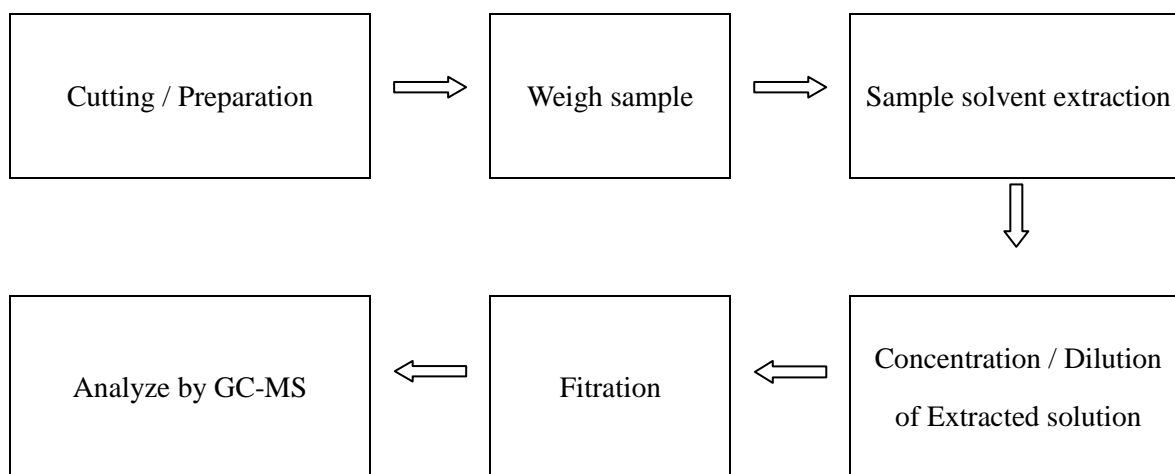 Cutting / Preparation
Weigh sample
Sample solvent extraction
Concentration / Dilution
of Extracted solution
Fitration
Analyze by GC-MS